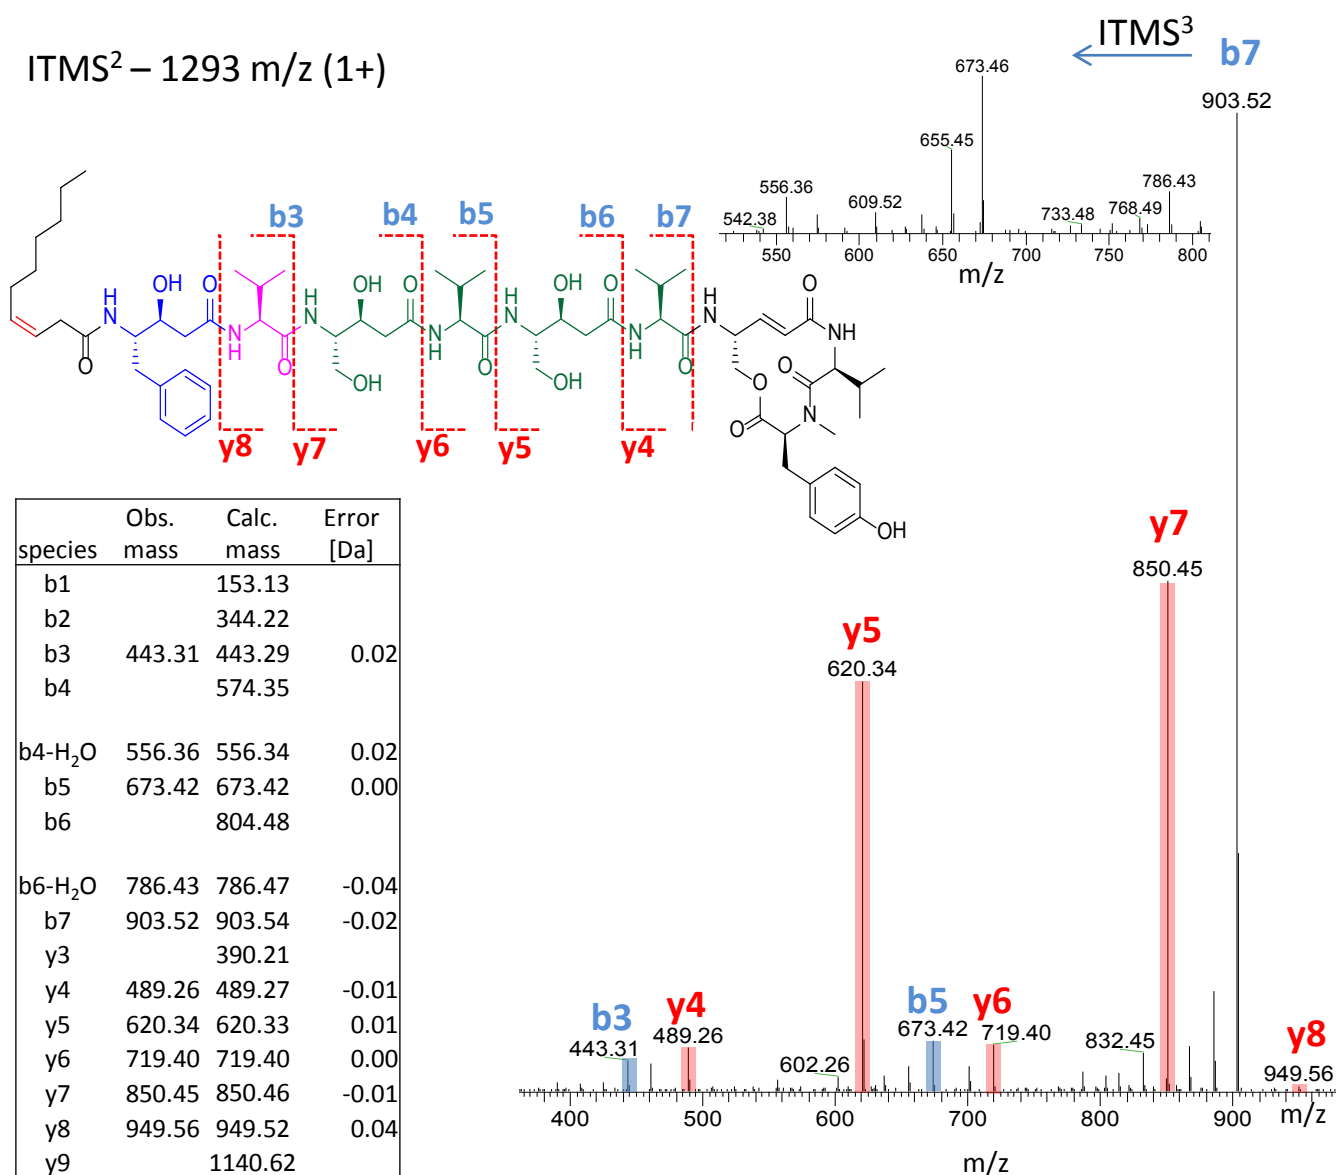 ITMS² – 1293 m/z (1+)
ITMS³
b7
903.52
673.46
655.45
556.36
609.52
786.43
542.38
733.48
768.49
550 600 650 700 750 800
m/z
b3 b4 b5 b6 b7
OH O OH O OH O O
HN N H O HN N H O HN N H O HN NH
O OH OH O O N O
y8 y7 y6 y5 y4
OH
species Obs. mass Calc. mass Error [Da]
b1 153.13
b2 344.22
b3 443.31 443.29 0.02
b4 574.35
b4-H₂O 556.36 556.34 0.02
b5 673.42 673.42 0.00
b6 804.48
b6-H₂O 786.43 786.47 -0.04
b7 903.52 903.54 -0.02
y3 390.21
y4 489.26 489.27 -0.01
y5 620.34 620.33 0.01
y6 719.40 719.40 0.00
y7 850.45 850.46 -0.01
y8 949.56 949.52 0.04
y9 1140.62
y7
850.45
y5
620.34
b3
443.31
y4
489.26
602.26
b5
673.42
y6
719.40
832.45
y8
949.56
400 500 600 700 800 900 m/z
m/z